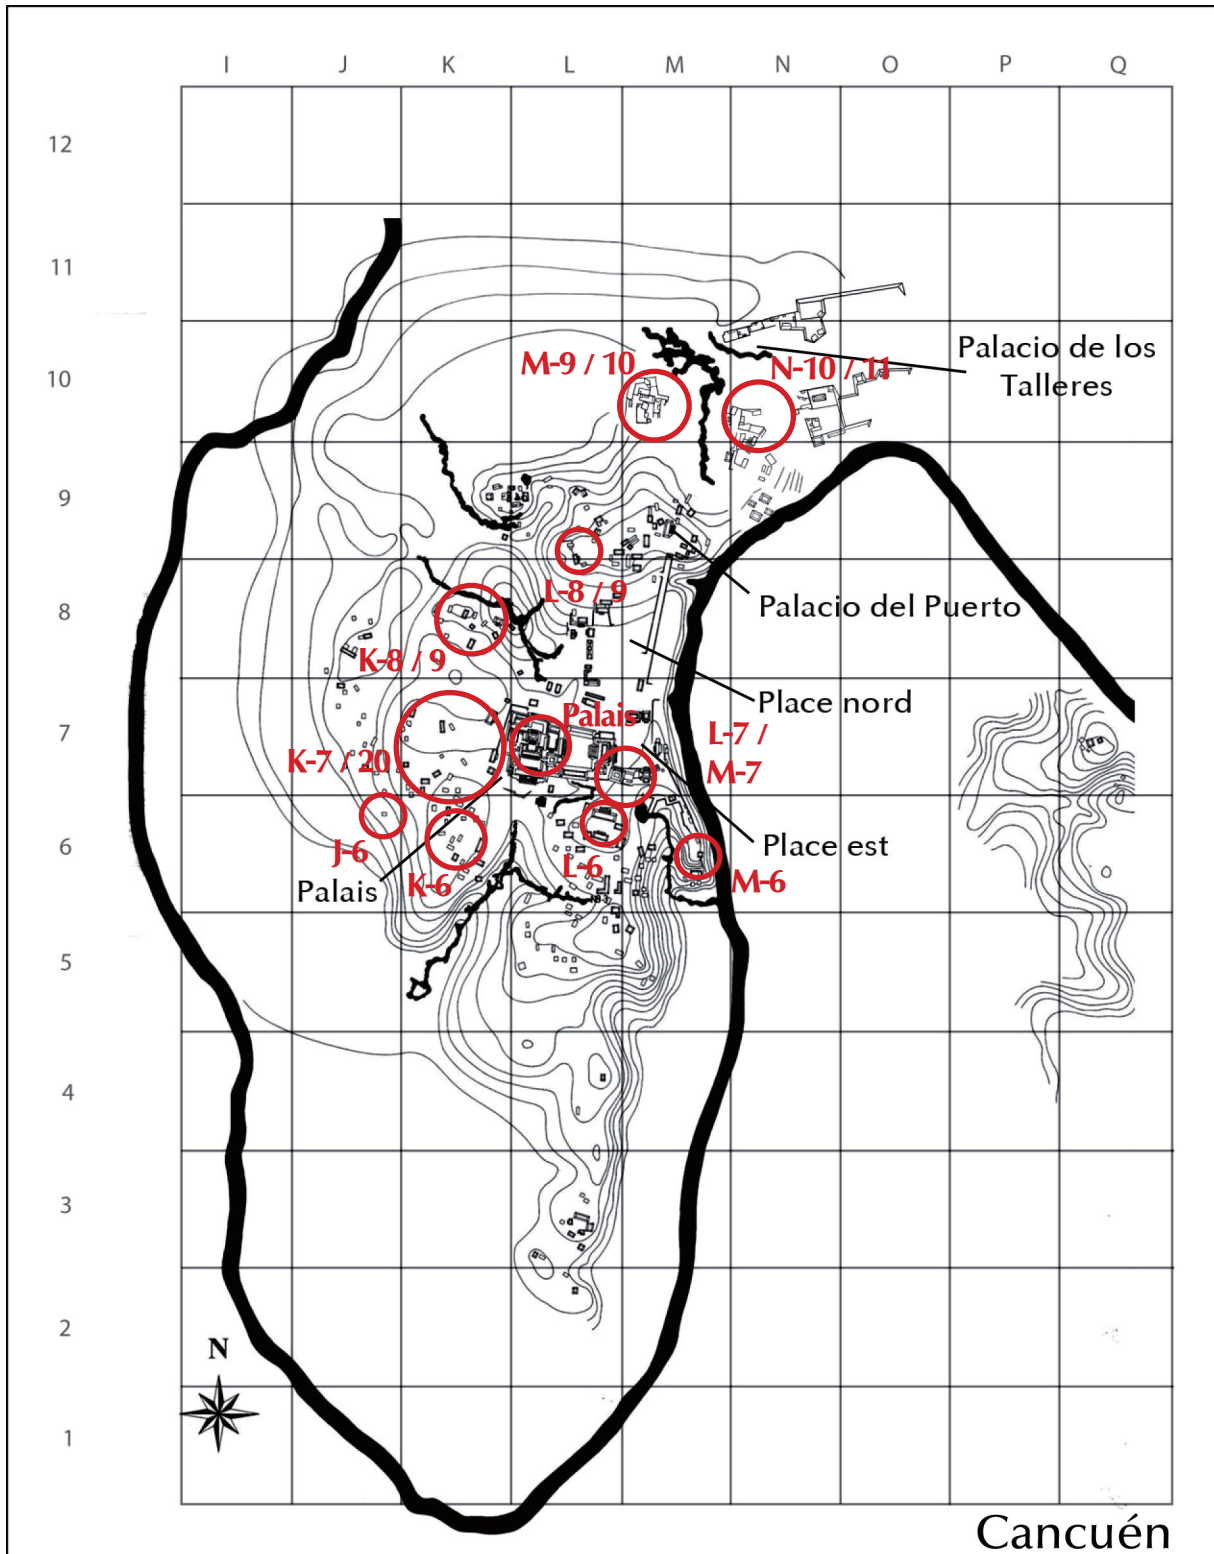 I J K L M N O P Q
12
11
10
9
8
7
6
5
4
3
2
1
M-9 / 10
N-10 / 11
Palacio de los
Talleres
L-8 / 9
Palacio del Puerto
K-8 / 9
Place nord
Palais
L-7 /
M-7
K-7 / 20
J-6
K-6
L-6
Place est
M-6
Palais
N
Cancuén